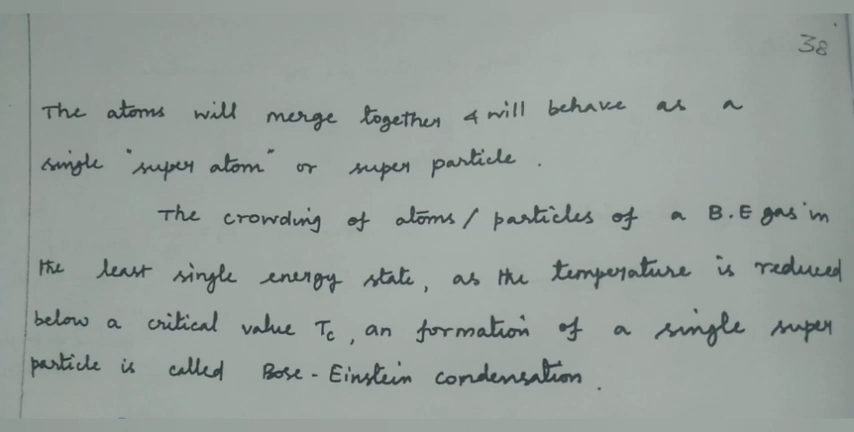 38
The atoms will merge together & will behave as a
single "super atom" or super particle.
The crowding of atoms / particles of a B.E gas in
the least single energy state, as the temperature is reduced
below a critical value Tc, an formation of a single super
particle is called Bose-Einstein condensation.